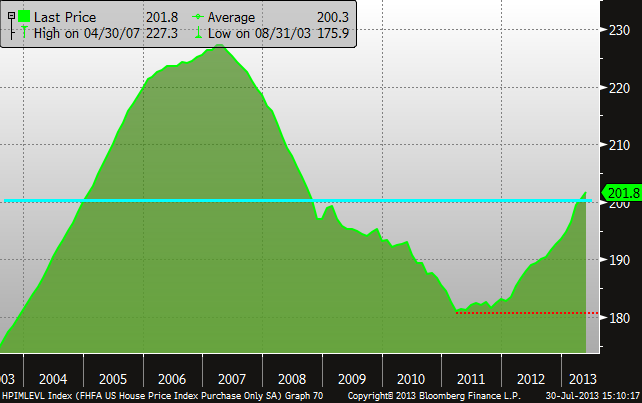 Last Price 201.8 Average 200.3
High on 04/30/07 227.3 Low on 08/31/03 175.9
230
220
210
201.8
200
190
180
03 2004 2005 2006 2007 2008 2009 2010 2011 2012 2013
HPIMLEVL Index (FHFA US House Price Index Purchase Only SA) Graph 70 Copyright© 2013 Bloomberg Finance L.P. 30-Jul-2013 15:10:17